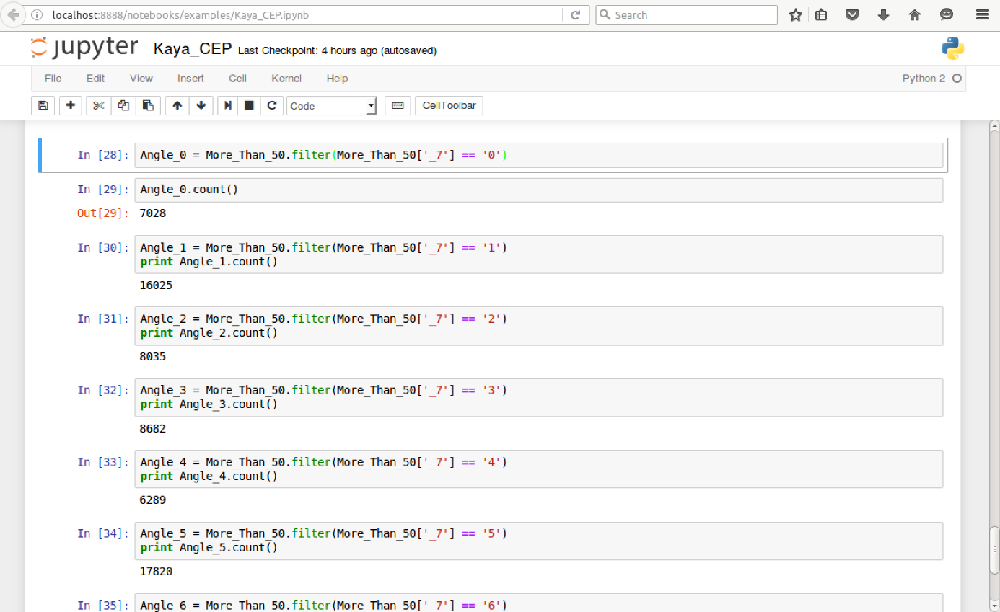 localhost:8888/notebooks/examples/Kaya_CEP.ipynb
Search
jupyter Kaya_CEP Last Checkpoint: 4 hours ago (autosaved)
File Edit View Insert Cell Kernel Help Python 2
Code CellToolbar
In [28]: Angle_0 = More_Than_50.filter(More_Than_50['_7'] == '0')
In [29]: Angle_0.count()
Out[29]: 7028
In [30]: Angle_1 = More_Than_50.filter(More_Than_50['_7'] == '1')
print Angle_1.count()
16025
In [31]: Angle_2 = More_Than_50.filter(More_Than_50['_7'] == '2')
print Angle_2.count()
8035
In [32]: Angle_3 = More_Than_50.filter(More_Than_50['_7'] == '3')
print Angle_3.count()
8682
In [33]: Angle_4 = More_Than_50.filter(More_Than_50['_7'] == '4')
print Angle_4.count()
6289
In [34]: Angle_5 = More_Than_50.filter(More_Than_50['_7'] == '5')
print Angle_5.count()
17820
In [35]: Angle_6 = More_Than_50.filter(More_Than_50['_7'] == '6')